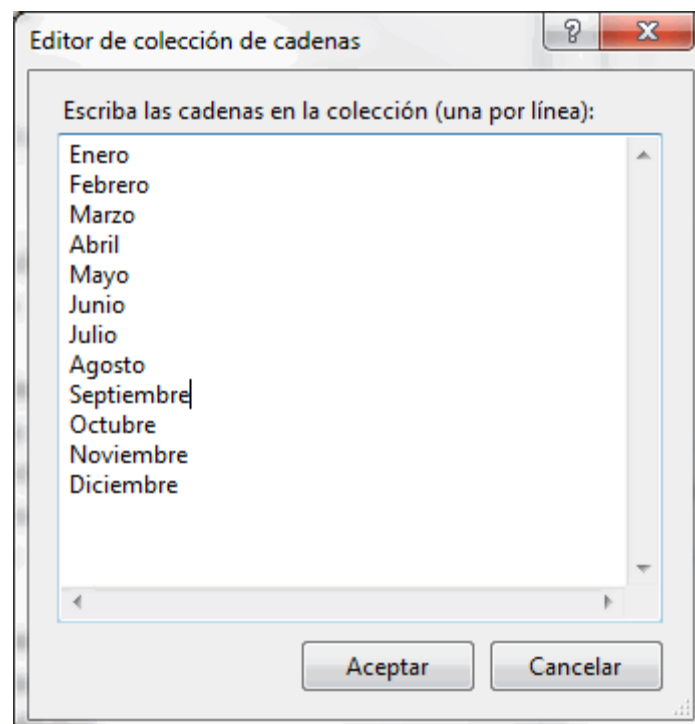 Editor de colección de cadenas
Escriba las cadenas en la colección (una por línea):
Enero
Febrero
Marzo
Abril
Mayo
Junio
Julio
Agosto
Septiembre
Octubre
Noviembre
Diciembre
Aceptar
Cancelar